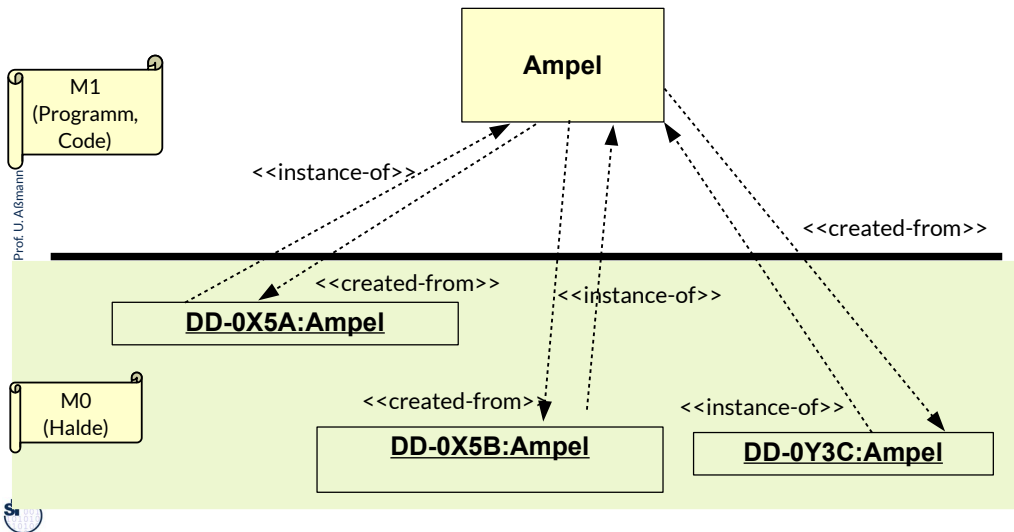 Ampel
M1
(Programm,
Code)
<<instance-of>>
Prof. U. Aßmann
<<created-from>>
<<created-from>>
<<instance-of>>
DD-0X5A:Ampel
M0
(Halde)
<<created-from>>
<<instance-of>>
DD-0X5B:Ampel
DD-0Y3C:Ampel